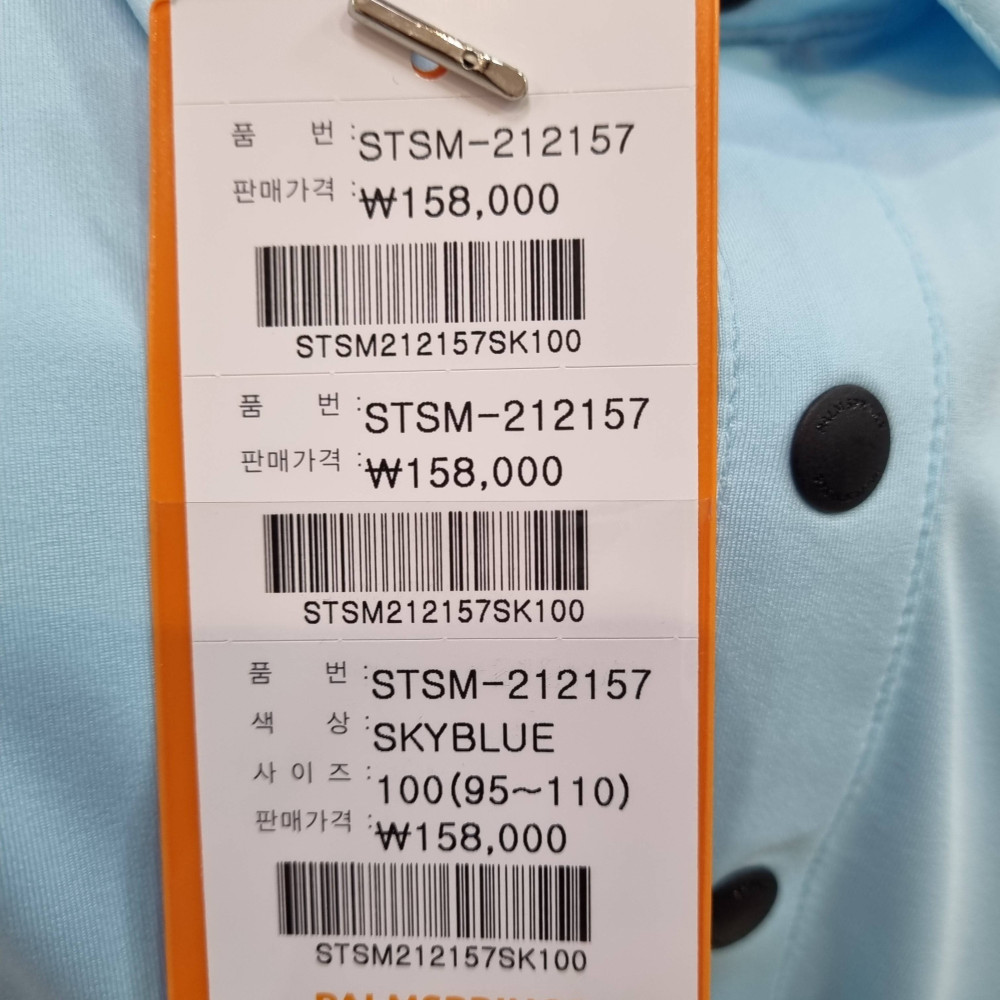 품 번 : STSM-212157
판매가격 : ₩158,000
STSM212157SK100
품 번 : STSM-212157
판매가격 : ₩158,000
STSM212157SK100
품 번 : STSM-212157
색 상 : SKYBLUE
사 이 즈 : 100(95~110)
판매가격 : ₩158,000
STSM212157SK100